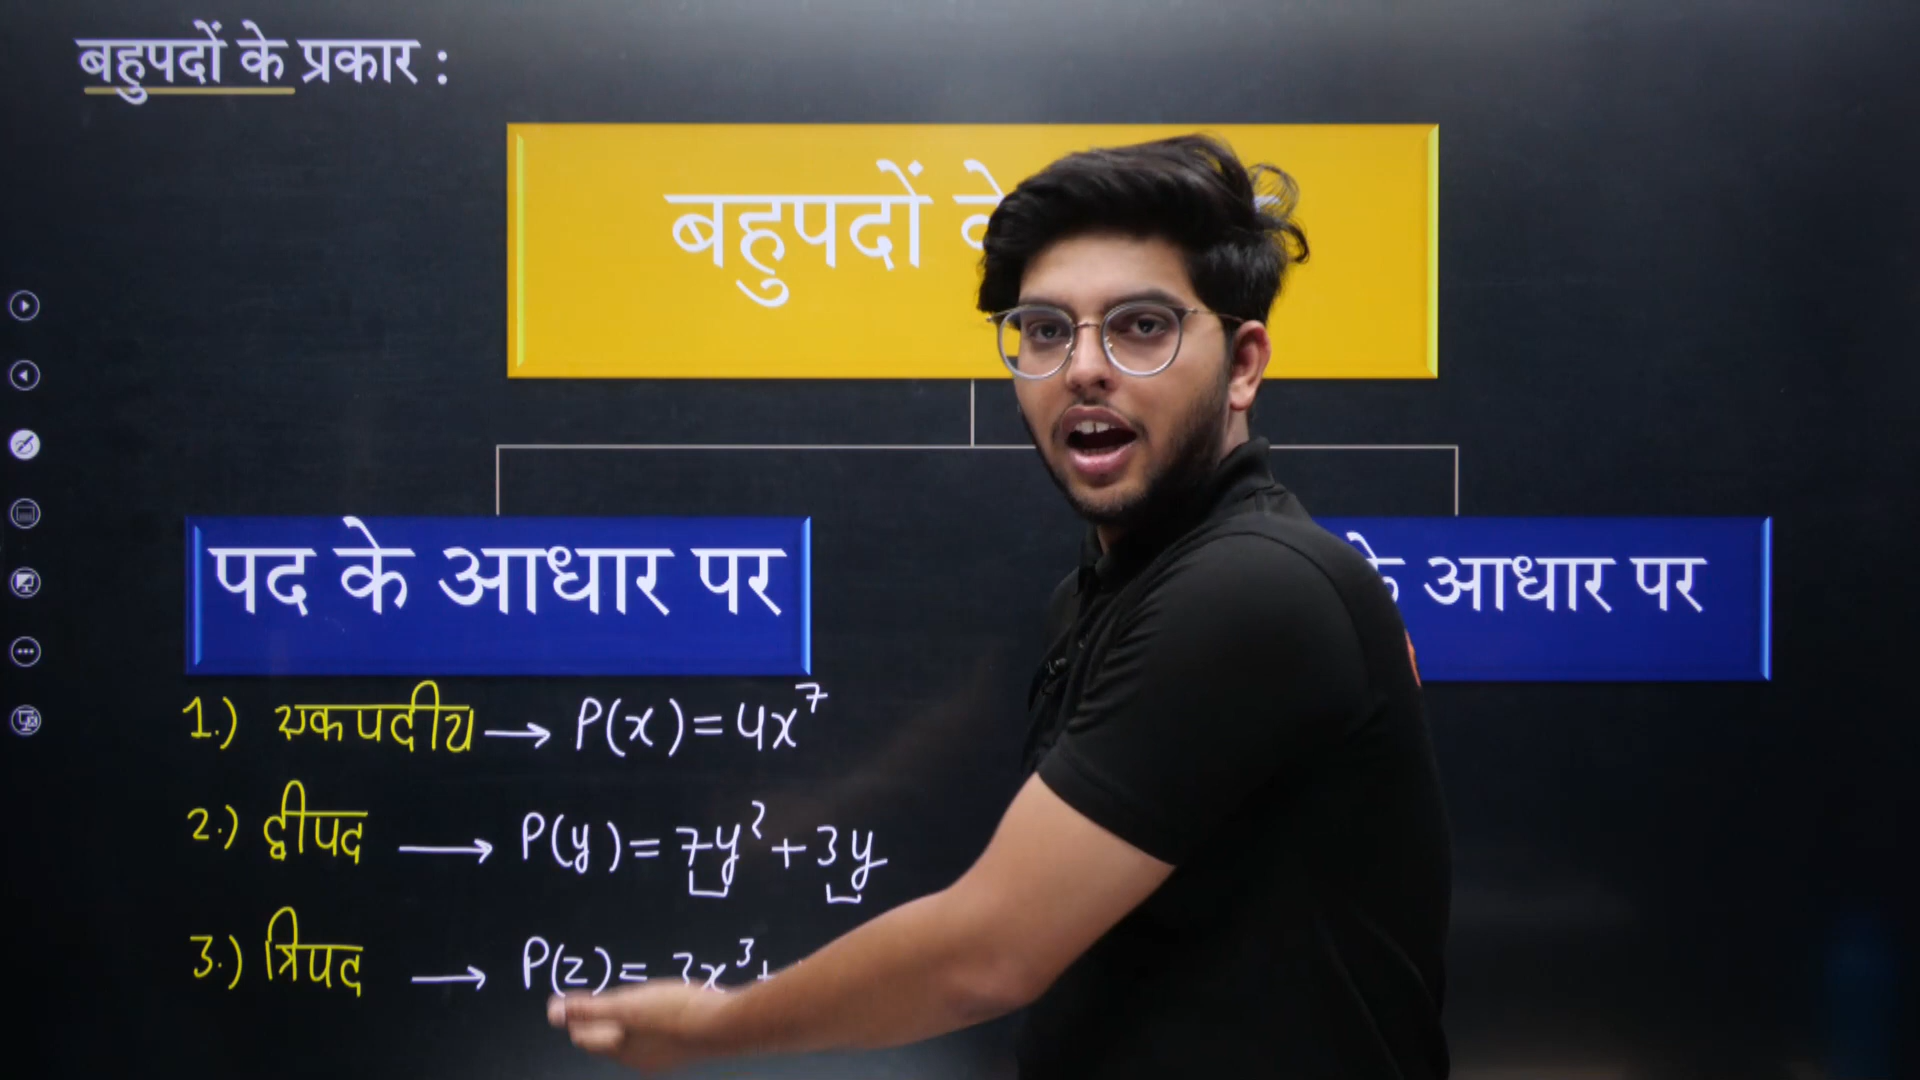 बहुपदों के प्रकार :
बहुपदों के
पद के आधार पर
के आधार पर
1.) एकपदीय → P(x) = 4x⁷
2.) द्वीपद → P(y) = 7y² + 3y
3.) त्रिपद → P(z) = 3x³ +